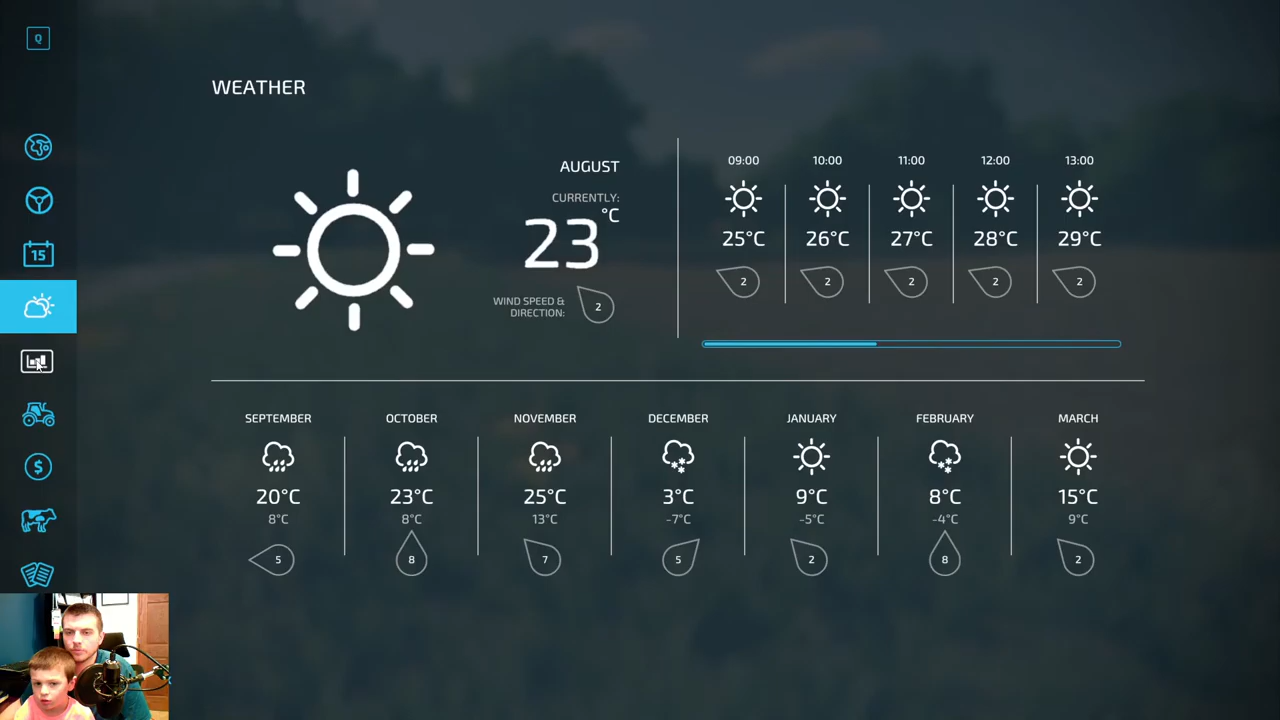 Q
WEATHER
15
AUGUST
CURRENTLY:
23 °C
WIND SPEED &
DIRECTION:
2
09:00 10:00 11:00 12:00 13:00
25°C 26°C 27°C 28°C 29°C
2 2 2 2 2
SEPTEMBER OCTOBER NOVEMBER DECEMBER JANUARY FEBRUARY MARCH
20°C 23°C 25°C 3°C 9°C 8°C 15°C
8°C 8°C 13°C -7°C -5°C -4°C 9°C
5 8 7 5 2 8 2
$